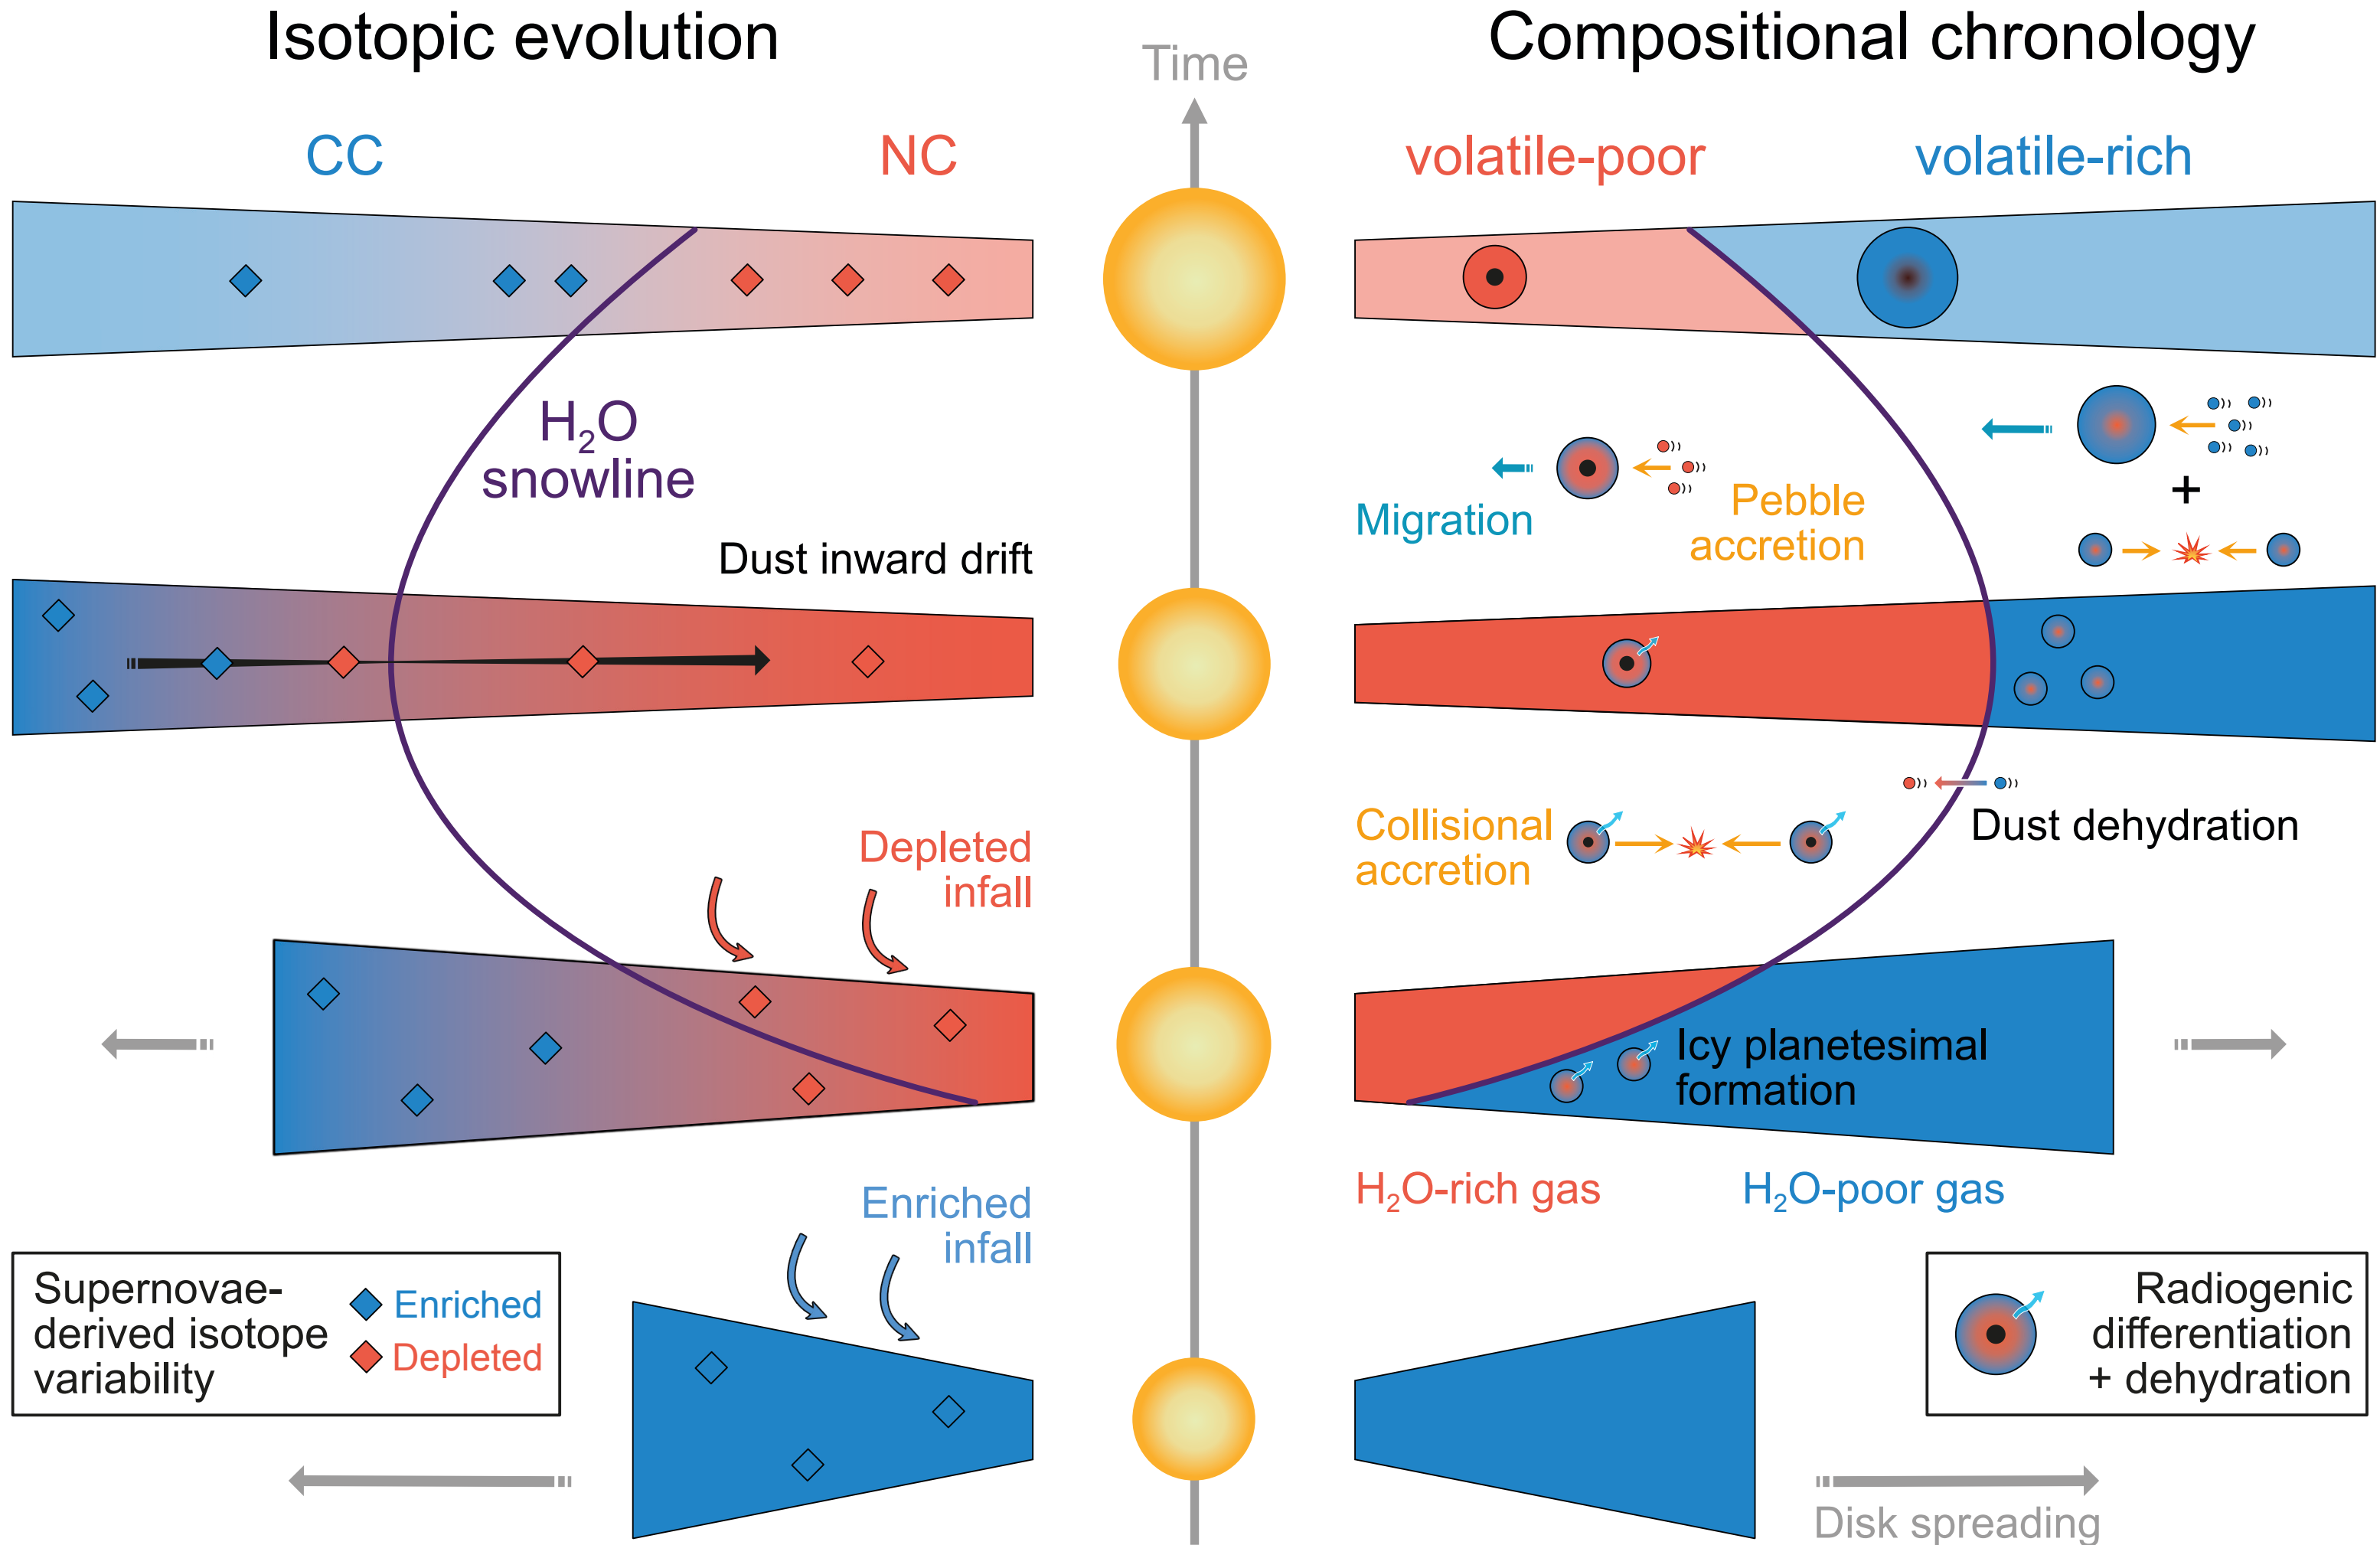 Isotopic evolution
Compositional chronology
Time
CC
NC
volatile-poor
volatile-rich
H₂O
snowline
Migration
Pebble
accretion
+
Dust inward drift
Collisional
accretion
Dust dehydration
Depleted
infall
Icy planetesimal
formation
Enriched
infall
H₂O-rich gas
H₂O-poor gas
Supernovae-
derived isotope
variability
Enriched
Depleted
Radiogenic
differentiation
+ dehydration
Disk spreading